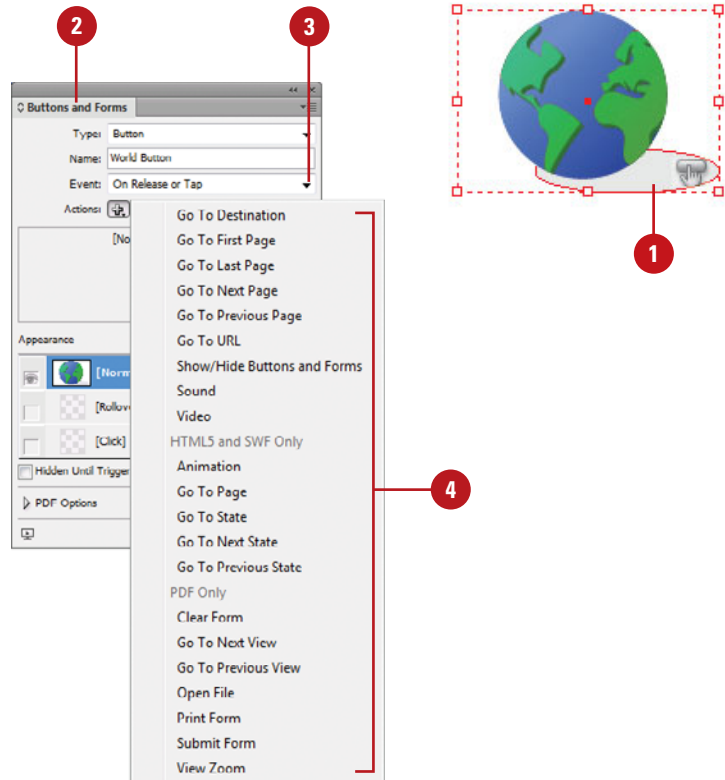 2
3
Buttons and Forms
Type: Button
Name: World Button
Event: On Release or Tap
Actions:
[No
Go To Destination
Go To First Page
Go To Last Page
Go To Next Page
Go To Previous Page
Go To URL
Show/Hide Buttons and Forms
Sound
Video
HTML5 and SWF Only
Animation
Go To Page
Go To State
Go To Next State
Go To Previous State
PDF Only
Clear Form
Go To Next View
Go To Previous View
Open File
Print Form
Submit Form
View Zoom
Appearance
[Norm
[Rollov
[Click]
Hidden Until Trigger
PDF Options
1
4